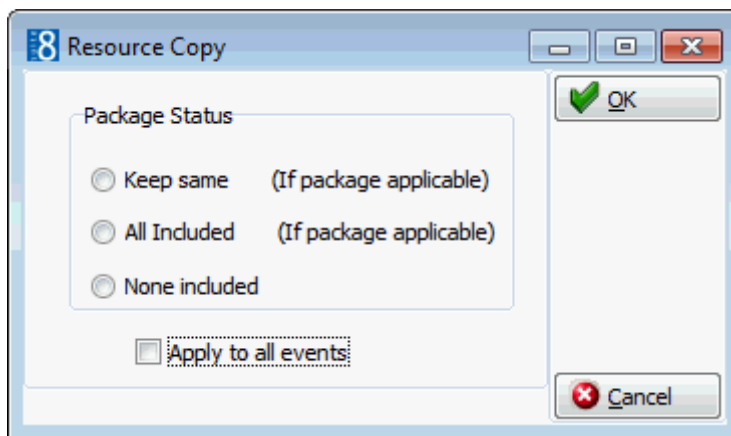 8 Resource Copy
OK
Package Status
Keep same (If package applicable)
All Included (If package applicable)
None included
Apply to all events
Cancel